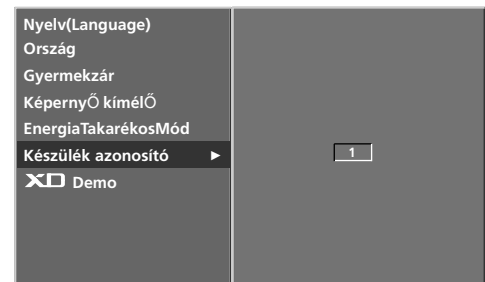 Nyelv(Language)
Ország
Gyermekzár
KépernyŐ kímélŐ
EnergiaTakarékosMód
Készülék azonosító ► 1
XD Demo